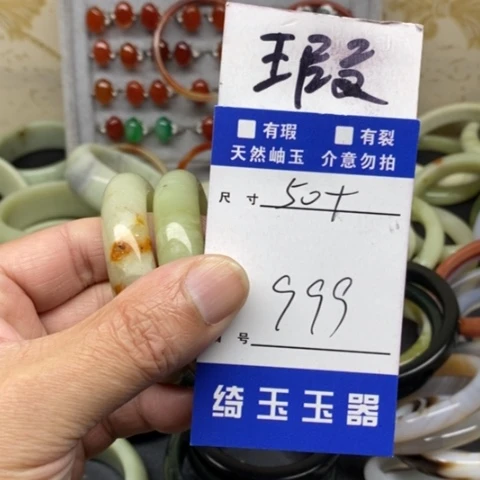 瑕
有瑕 有裂
天然岫玉 介意勿拍
尺寸 50+
999
号
绮玉玉器